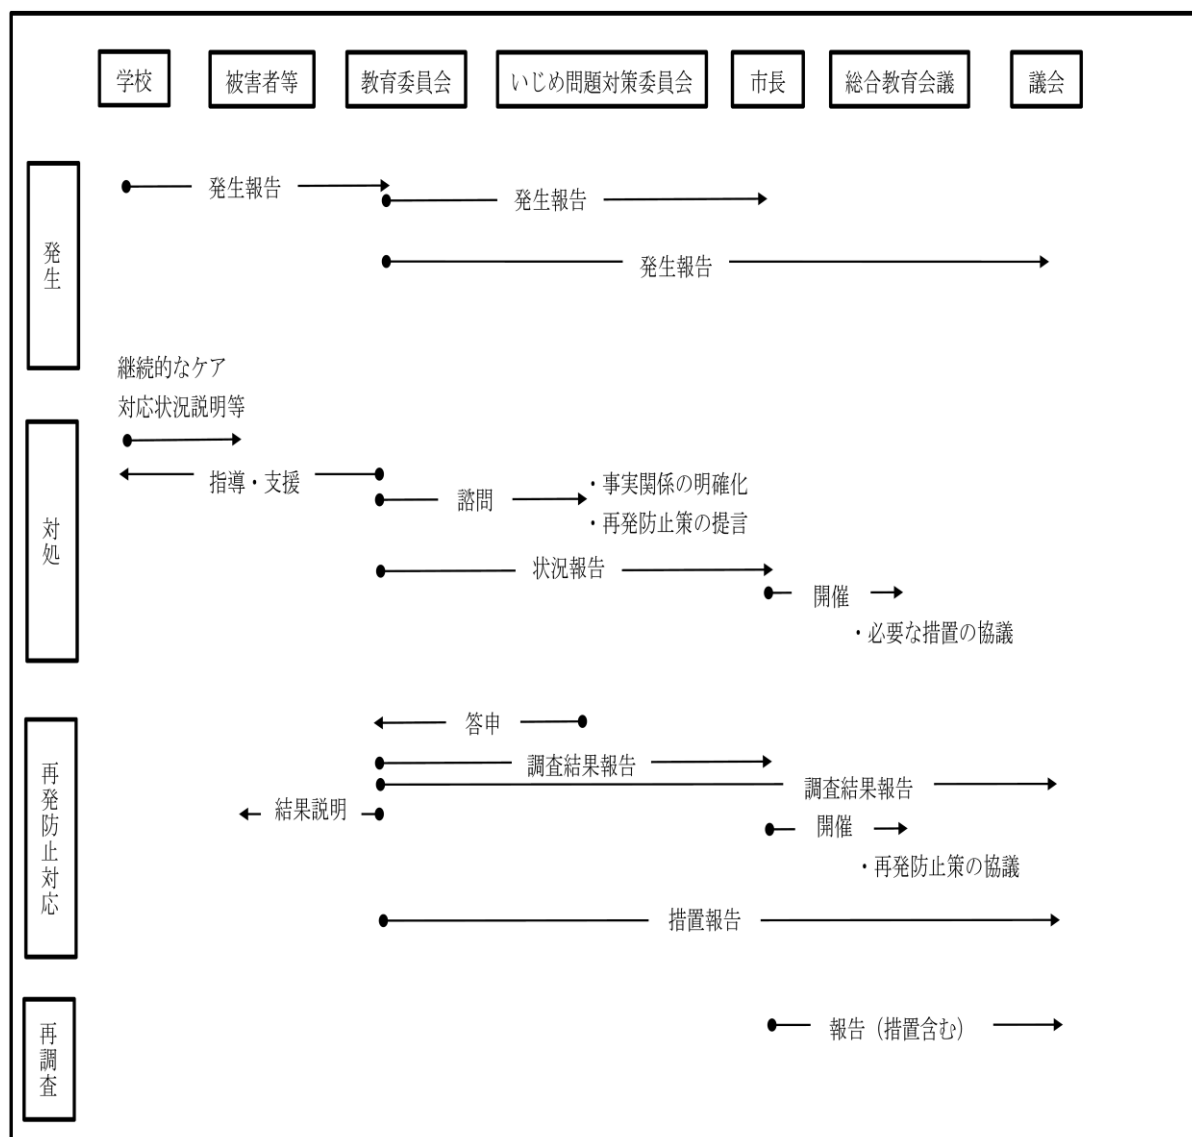 学校
被害者等
教育委員会
いじめ問題対策委員会
市長
総合教育会議
議会
発生
発生報告
発生報告
発生報告
対処
継続的なケア
対応状況説明等
指導・支援
諮問
・事実関係の明確化
・再発防止策の提言
状況報告
開催
・必要な措置の協議
再発防止対応
答申
調査結果報告
調査結果報告
結果説明
開催
・再発防止策の協議
措置報告
再調査
報告（措置含む）